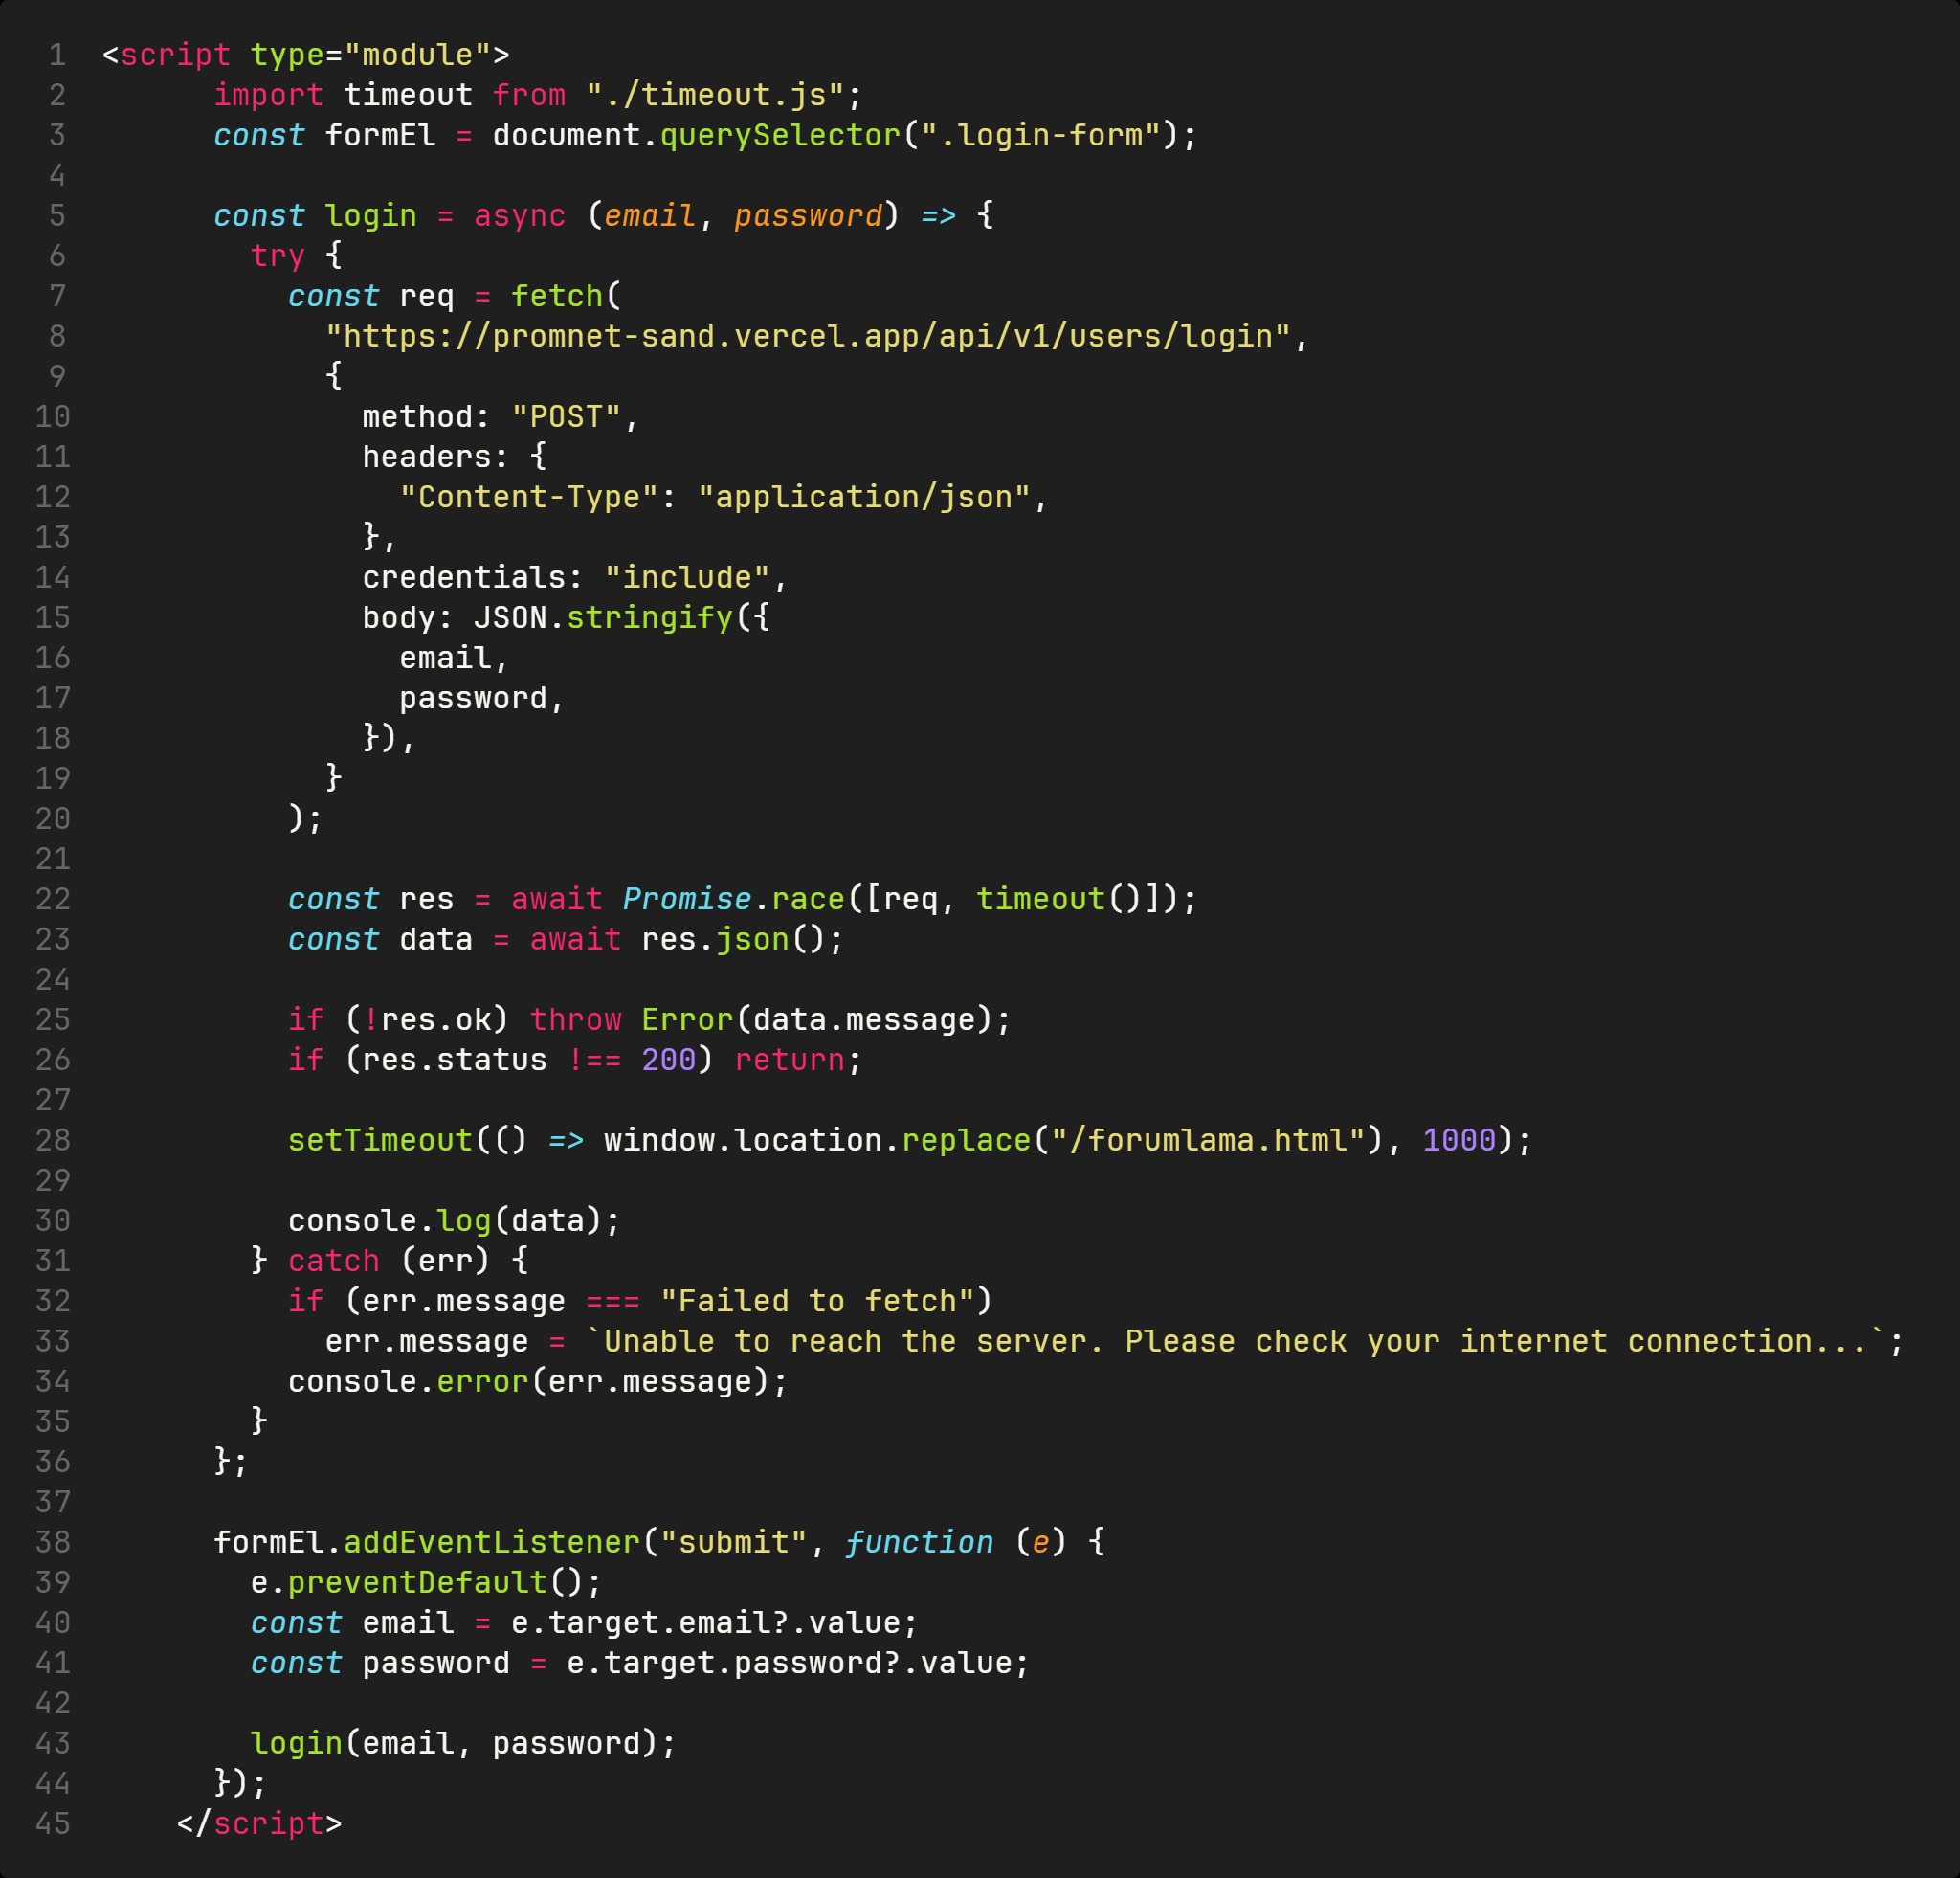 1 <script type="module">
2 import timeout from "./timeout.js";
3 const formEl = document.querySelector(".login-form");
4
5 const login = async (email, password) => {
6 try {
7 const req = fetch(
8 "https://promnet-sand.vercel.app/api/v1/users/login",
9 {
10 method: "POST",
11 headers: {
12 "Content-Type": "application/json",
13 },
14 credentials: "include",
15 body: JSON.stringify({
16 email,
17 password,
18 }),
19 }
20 );
21
22 const res = await Promise.race([req, timeout()]);
23 const data = await res.json();
24
25 if (!res.ok) throw Error(data.message);
26 if (res.status !== 200) return;
27
28 setTimeout(() => window.location.replace("/forumlama.html"), 1000);
29
30 console.log(data);
31 } catch (err) {
32 if (err.message === "Failed to fetch")
33 err.message = `Unable to reach the server. Please check your internet connection...`;
34 console.error(err.message);
35 }
36 };
37
38 formEl.addEventListener("submit", function (e) {
39 e.preventDefault();
40 const email = e.target.email?.value;
41 const password = e.target.password?.value;
42
43 login(email, password);
44 });
45 </script>